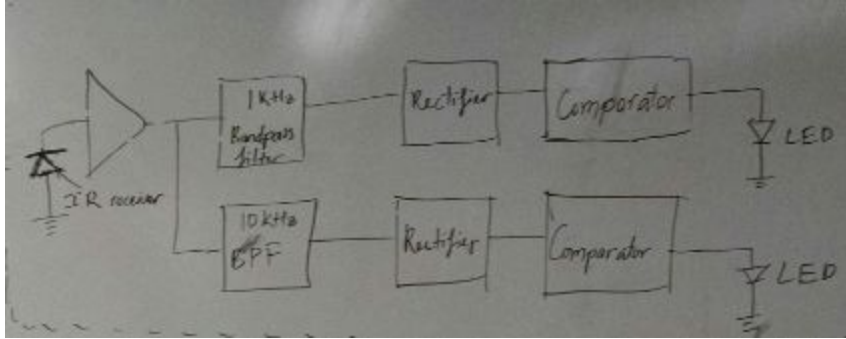 1KHz
Bandpass
filter
Rectifier
Comparator
LED
IR receiver
10KHz
BPF
Rectifier
Comparator
LED